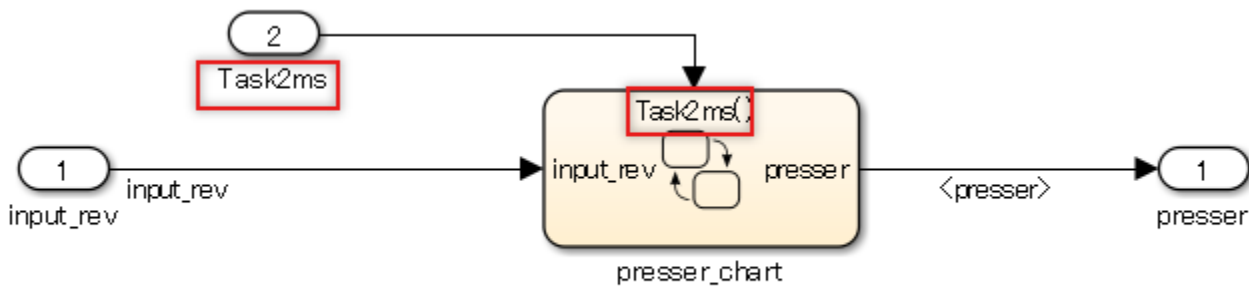 2
Task2ms
Task2ms()
1
input_rev
input_rev
input_rev
presser
<presser>
1
presser
presser_chart